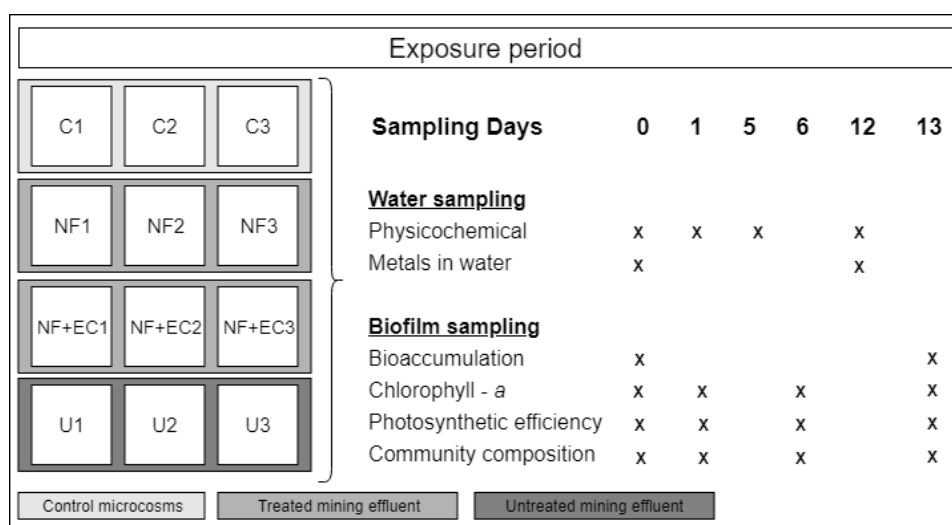 Exposure period
C1 C2 C3
NF1 NF2 NF3
NF+EC1 NF+EC2 NF+EC3
U1 U2 U3
Sampling Days 0 1 5 6 12 13
Water sampling
Physicochemical x x x x
Metals in water x x
Biofilm sampling
Bioaccumulation x x
Chlorophyll - a x x x x
Photosynthetic efficiency x x x x
Community composition x x x x
Control microcosms Treated mining effluent Untreated mining effluent